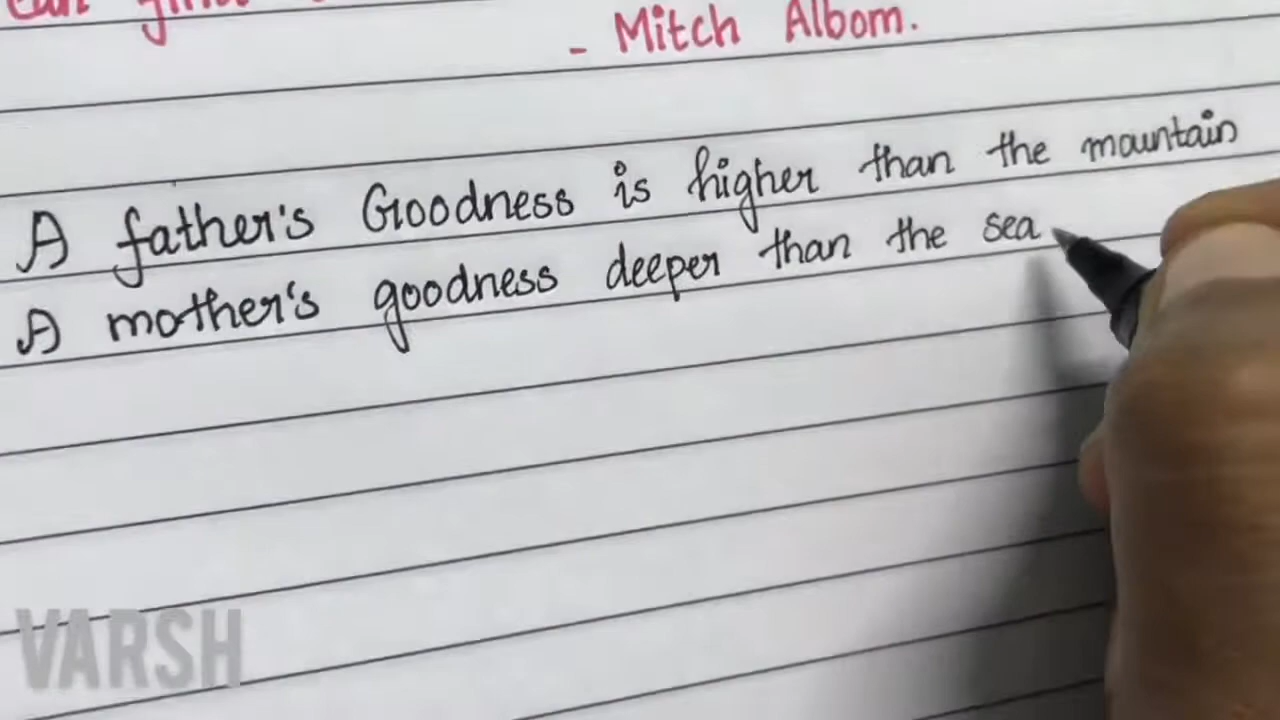 - Mitch Albom.
A father's Goodness is higher than the mountain
A mother's goodness deeper than the sea
VARSH